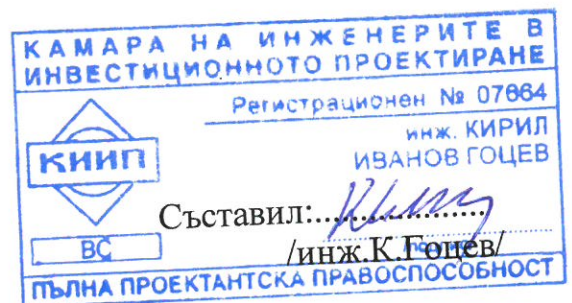 КАМАРА НА ИНЖЕНЕРИТЕ В
ИНВЕСТИЦИОННОТО ПРОЕКТИРАНЕ
Регистрационен № 07664
инж. КИРИЛ
ИВАНОВ ГОЦЕВ
КИИП
Съставил:....................
/инж.К.Гоцев/
ВС
ПЪЛНА ПРОЕКТАНТСКА ПРАВОСПОСОБНОСТ